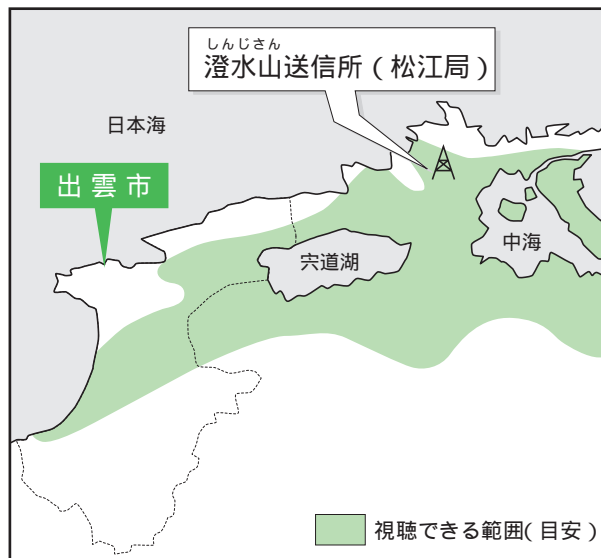 しんじさん
澄水山送信所(松江局)
日本海
出雲市
宍道湖
中海
視聴できる範囲(目安)